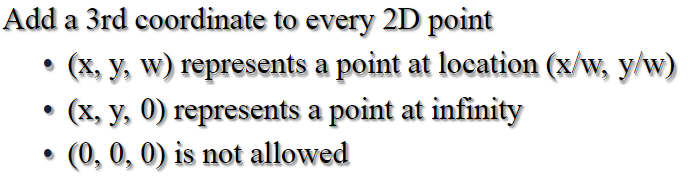 Add a 3rd coordinate to every 2D point
• (x, y, w) represents a point at location (x/w, y/w)
• (x, y, 0) represents a point at infinity
• (0, 0, 0) is not allowed